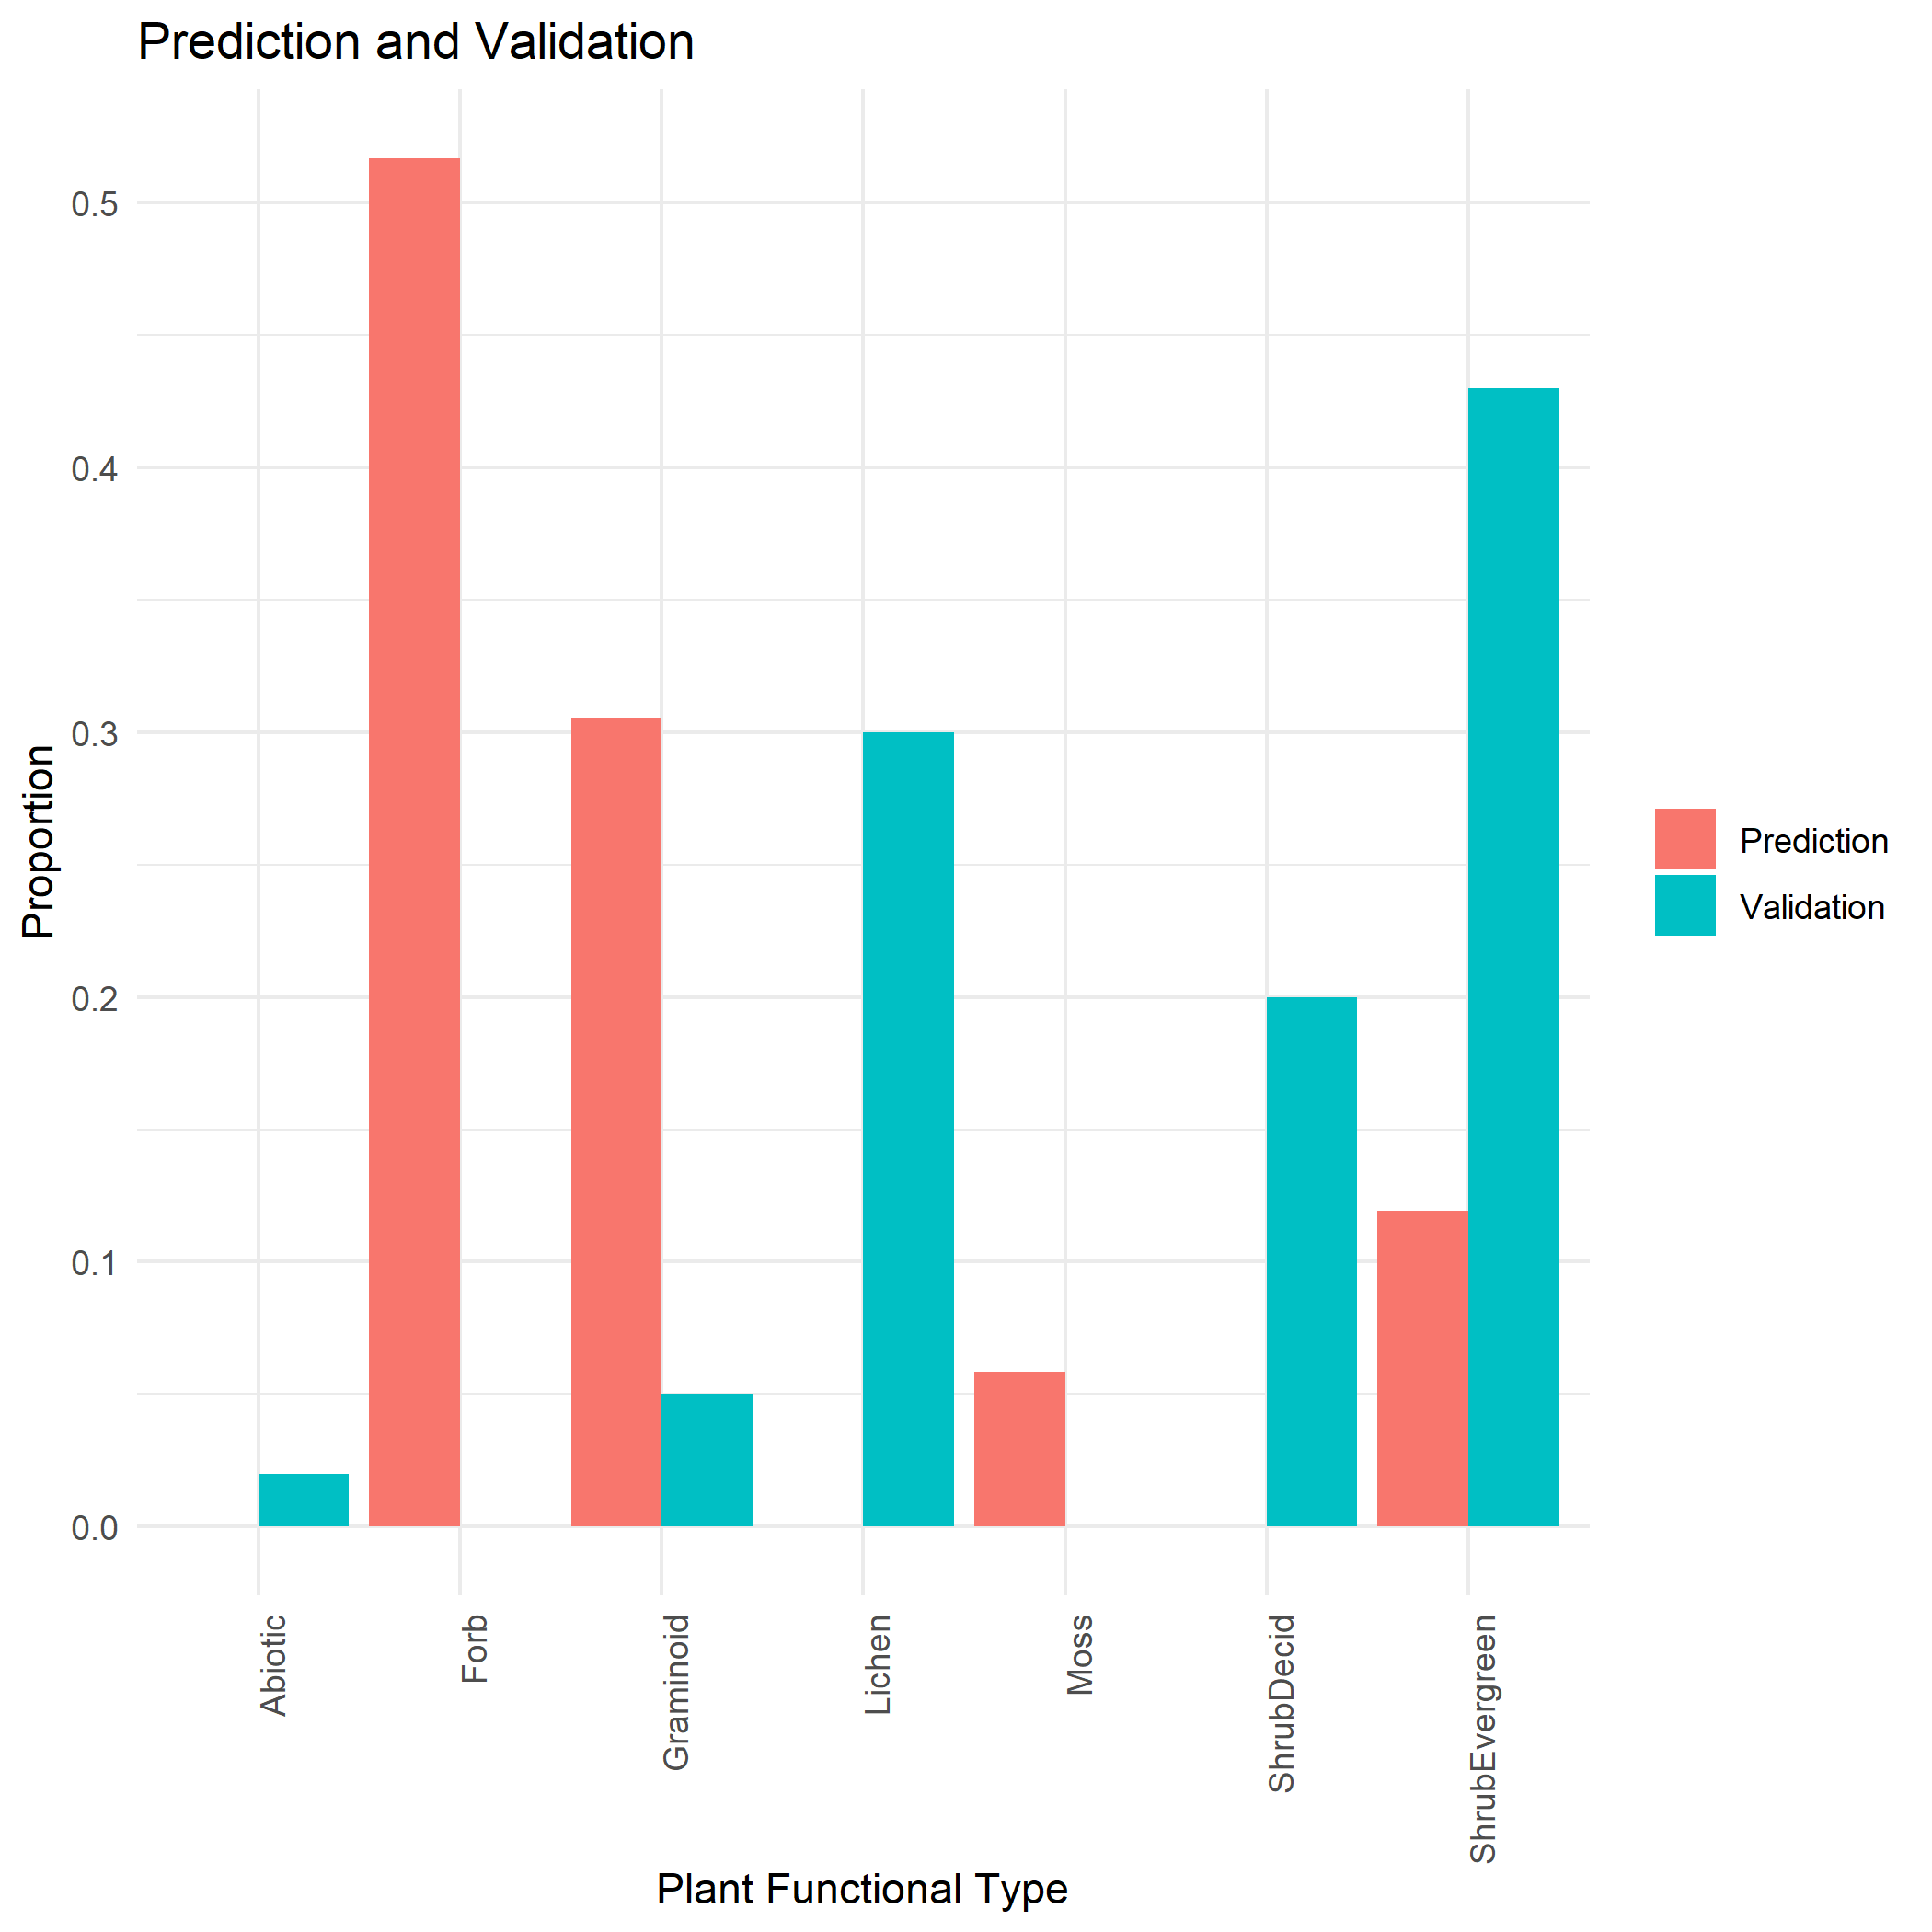 Prediction and Validation
Proportion
0.5
0.4
0.3
0.2
0.1
0.0
Abiotic
Forb
Graminoid
Lichen
Moss
ShrubDecid
ShrubEvergreen
Plant Functional Type
Prediction
Validation